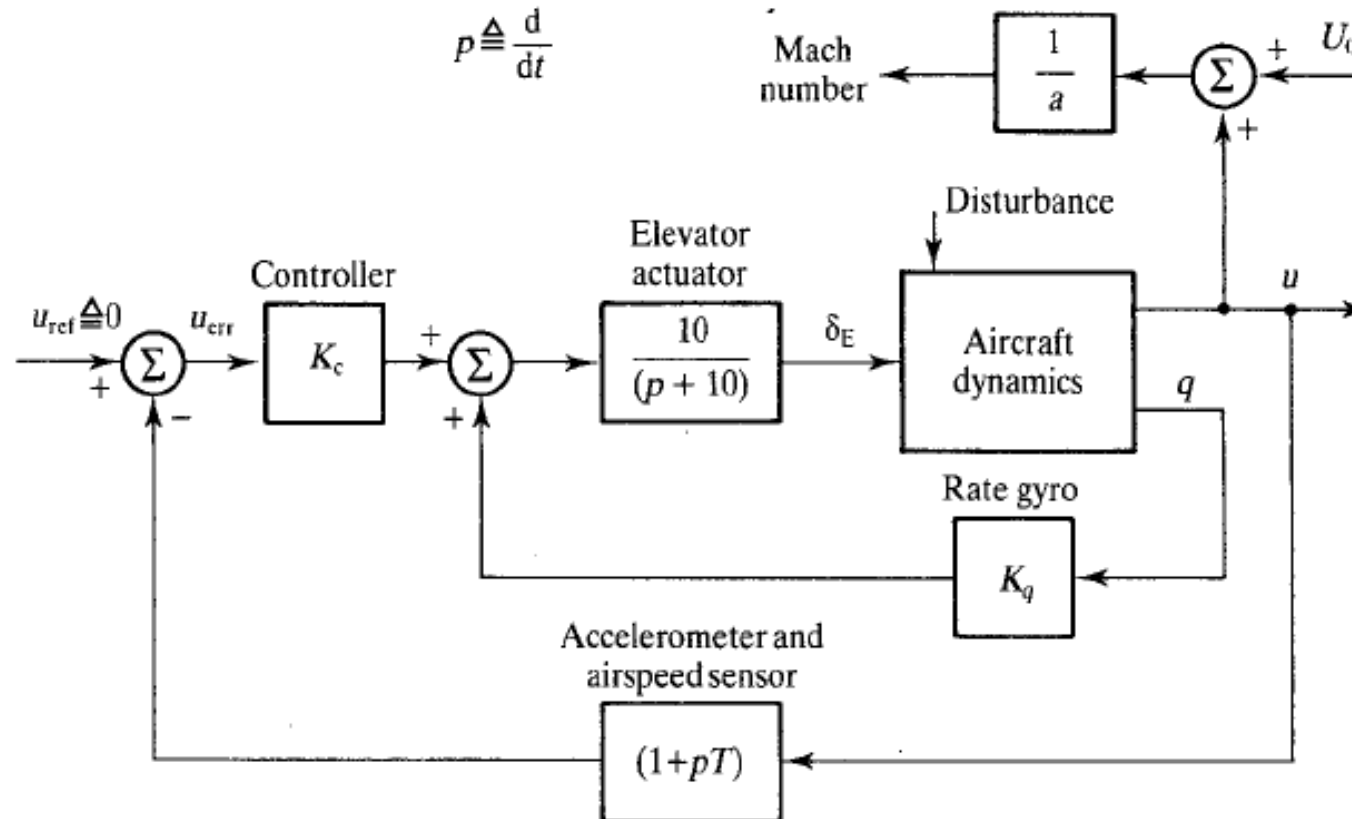 p ≜ d/dt
Mach
number
1/a
Σ
+
+
Disturbance
Elevator
actuator
Controller
u_ref ≜ 0
u_err
+
Σ
−
K_c
+
Σ
+
10/(p + 10)
δ_E
Aircraft
dynamics
u
q
Rate gyro
K_q
Accelerometer and
airspeed sensor
(1+pT)